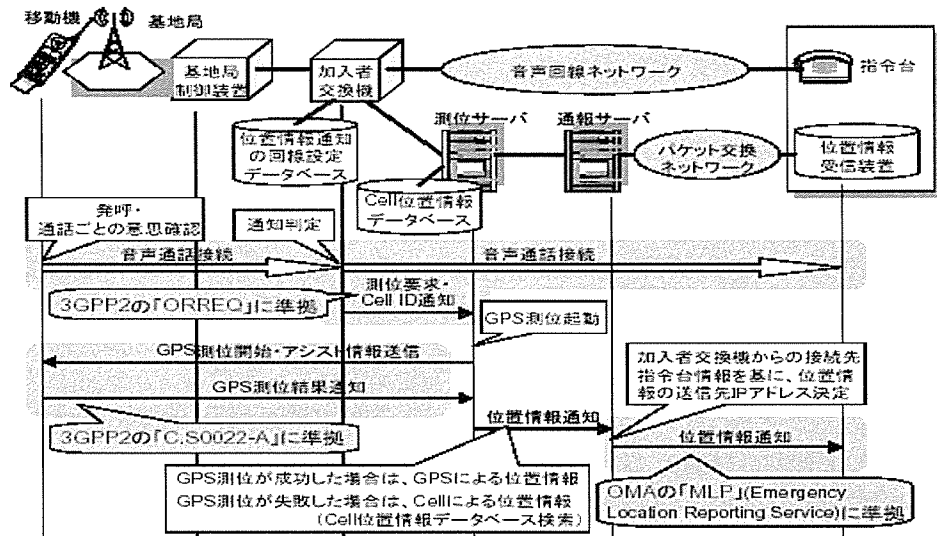 移動機
基地局
基地局
制御装置
加入者
交換機
音声回線ネットワーク
指令台
位置情報通知
の回線設定
データベース
測位サーバ
通報サーバ
パケット交換
ネットワーク
位置情報
受信装置
Cell位置情報
データベース
発呼・
通話ごとの意思確認
通知判定
音声通話接続
音声通話接続
3GPP2の「ORREQ」に準拠
測位要求・
Cell ID通知
GPS測位起動
GPS測位開始・アシスト情報送信
加入者交換機からの接続先
指令台情報を基に、位置情
報の送信先IPアドレス決定
GPS測位結果通知
位置情報通知
位置情報通知
3GPP2の「C.S0022-A」に準拠
GPS測位が成功した場合は、GPSによる位置情報
GPS測位が失敗した場合は、Cellによる位置情報
(Cell位置情報データベース検索)
OMAの「MLP」(Emergency
Location Reporting Service)に準拠